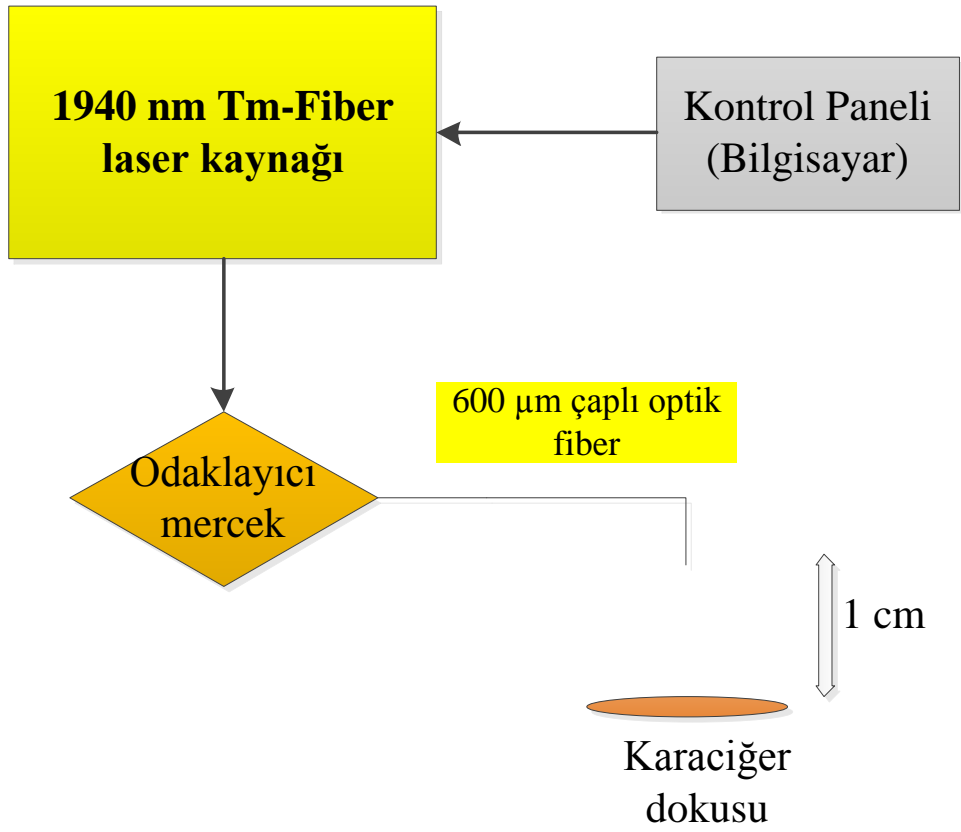 1940 nm Tm-Fiber
laser kaynağı
Kontrol Paneli
(Bilgisayar)
600 µm çaplı optik
fiber
Odaklayıcı
mercek
1 cm
Karaciğer
dokusu